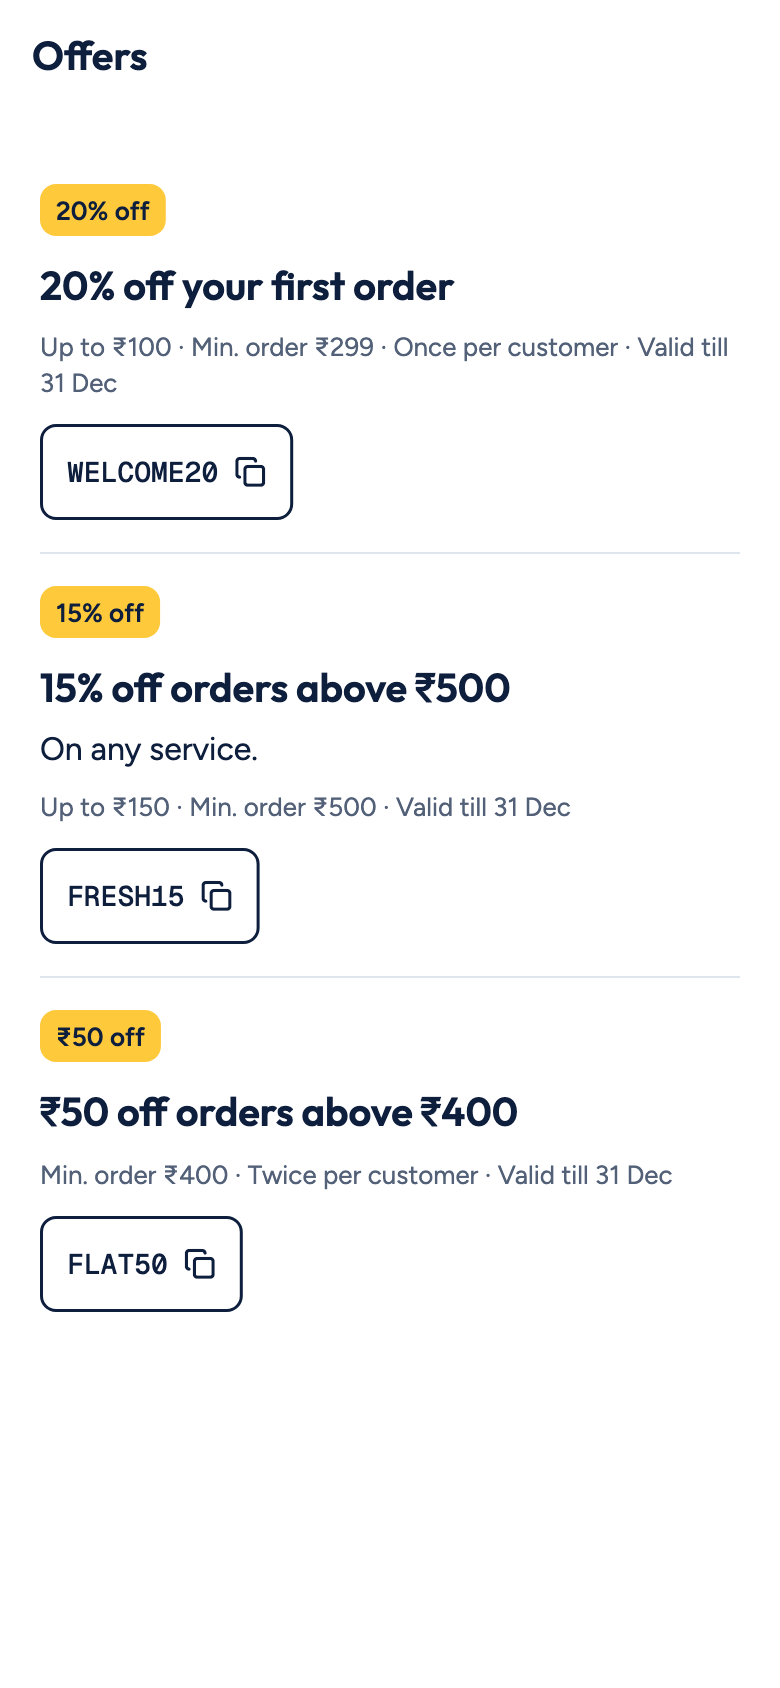 Offers
20% off
20% off your first order
Up to ₹100 · Min. order ₹299 · Once per customer · Valid till
31 Dec
WELCOME20
15% off
15% off orders above ₹500
On any service.
Up to ₹150 · Min. order ₹500 · Valid till 31 Dec
FRESH15
₹50 off
₹50 off orders above ₹400
Min. order ₹400 · Twice per customer · Valid till 31 Dec
FLAT50